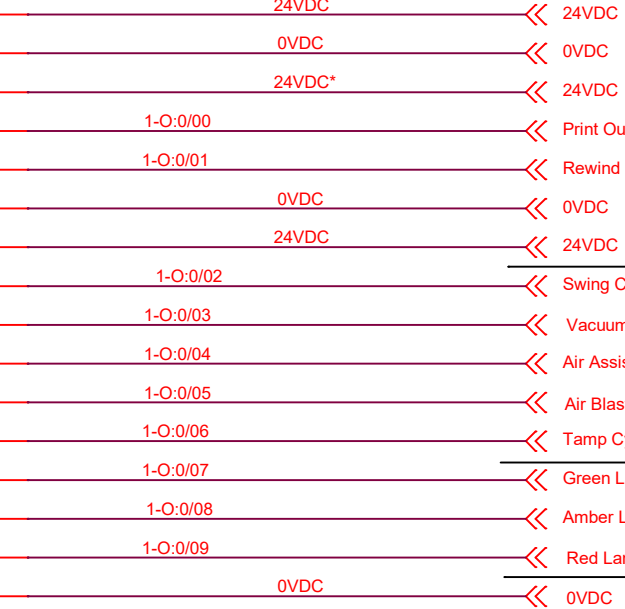 24VDC 24VDC
0VDC 0VDC
24VDC* 24VDC
1-O:0/00 Print Ou
1-O:0/01 Rewind
0VDC 0VDC
24VDC 24VDC
1-O:0/02 Swing
1-O:0/03 Vacuum
1-O:0/04 Air Assis
1-O:0/05 Air Blas
1-O:0/06 Tamp C
1-O:0/07 Green L
1-O:0/08 Amber L
1-O:0/09 Red Lar
0VDC 0VDC